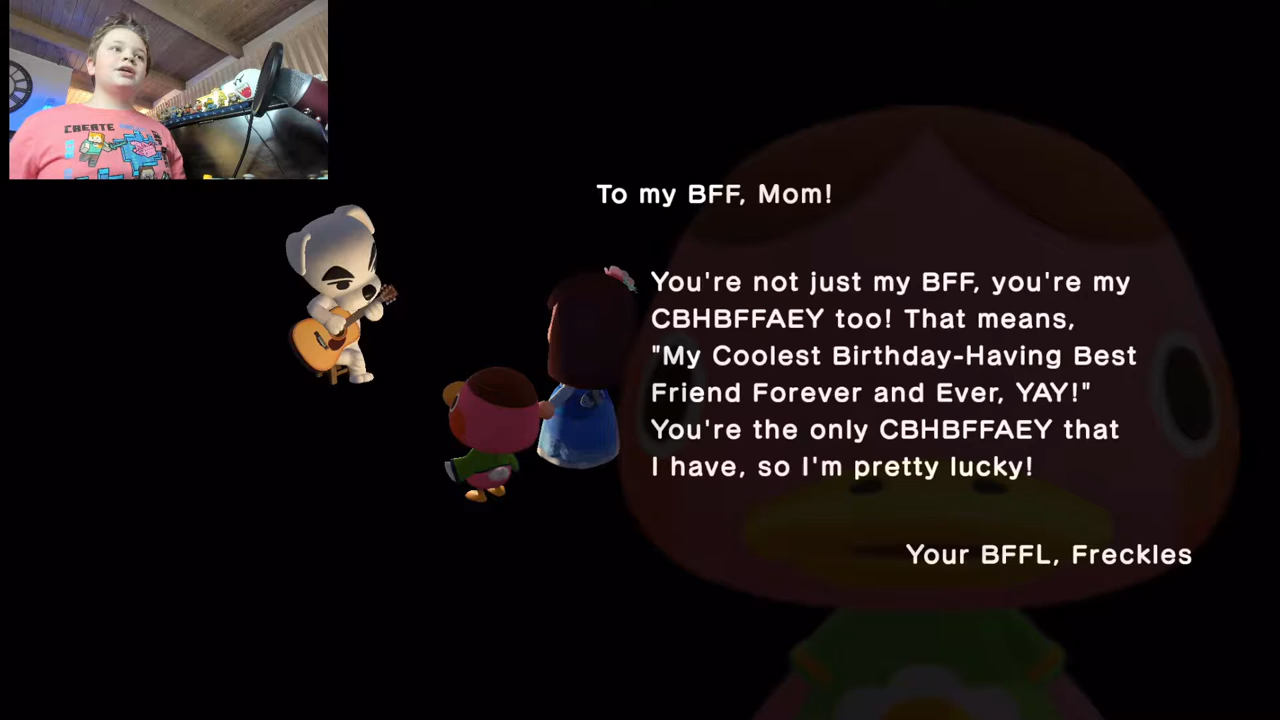 CREATE
To my BFF, Mom!
You're not just my BFF, you're my
CBHBFFAEY too! That means,
"My Coolest Birthday-Having Best
Friend Forever and Ever, YAY!"
You're the only CBHBFFAEY that
I have, so I'm pretty lucky!
Your BFFL, Freckles